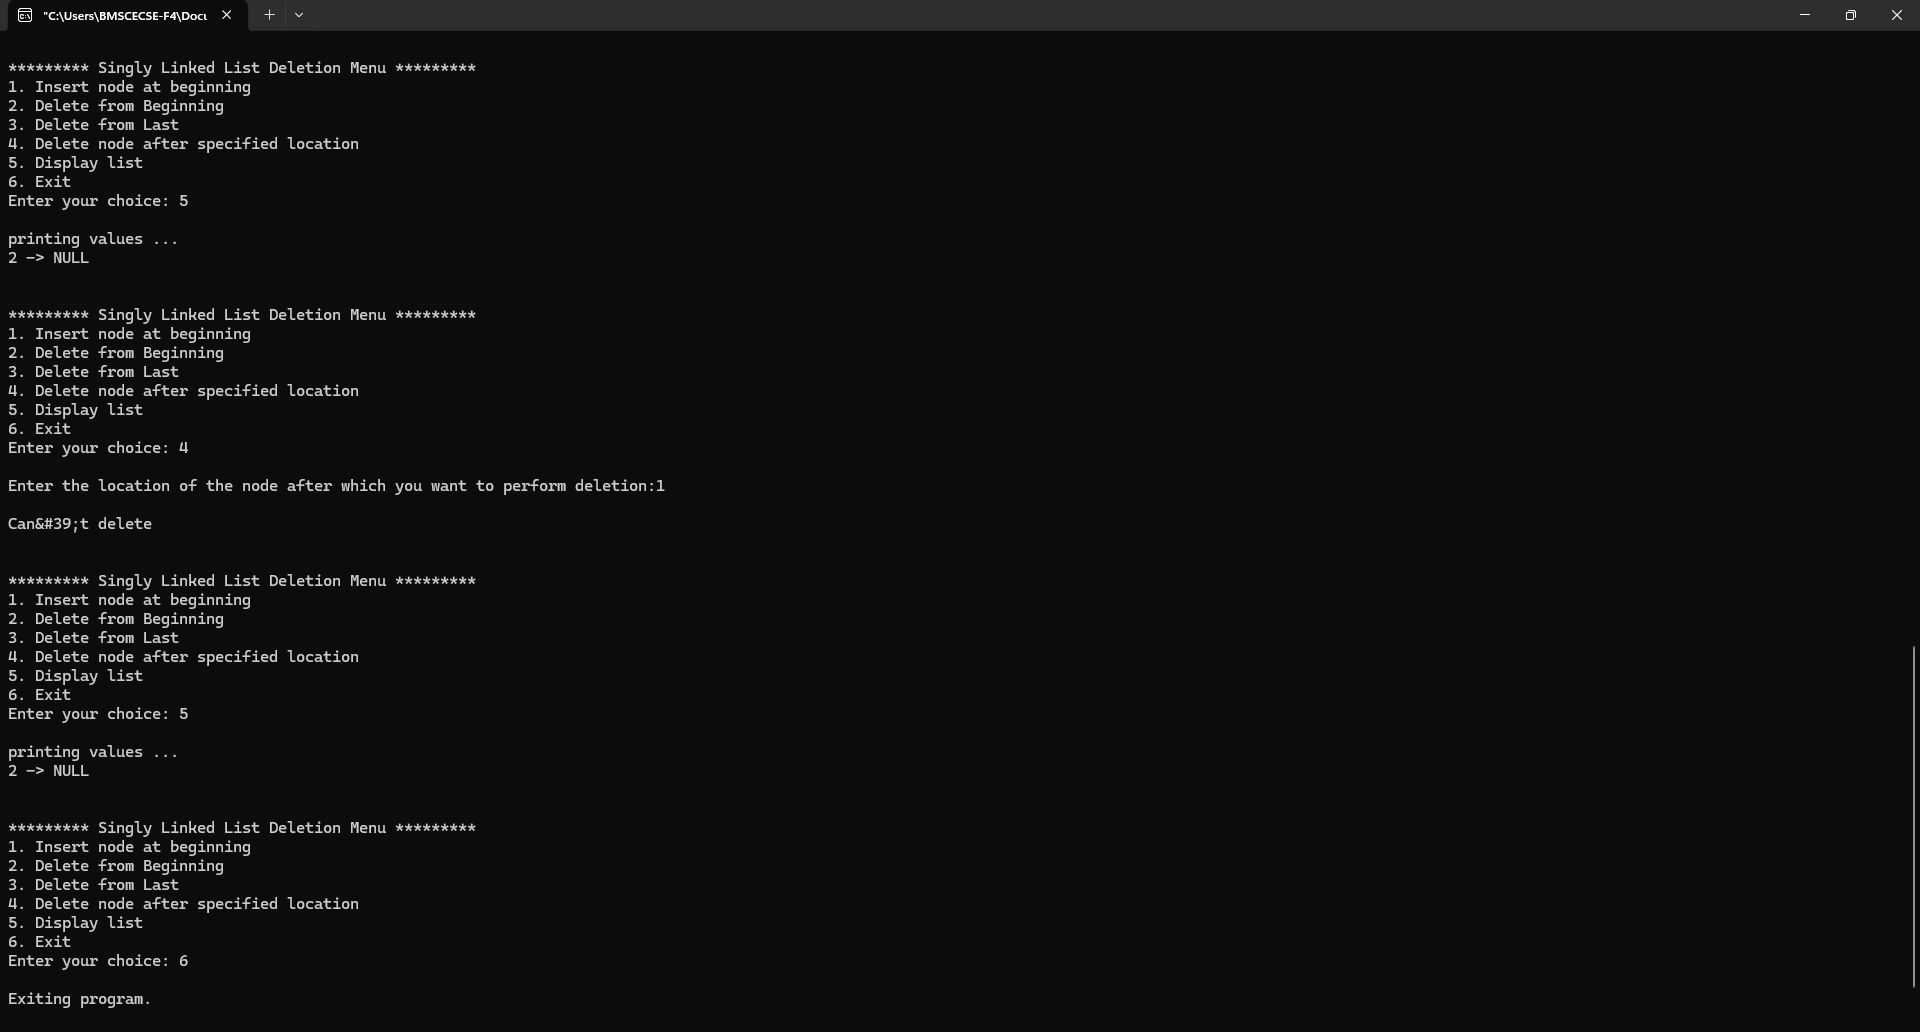 "C:\Users\BMSCECSE-F4\Docu
********* Singly Linked List Deletion Menu *********
1. Insert node at beginning
2. Delete from Beginning
3. Delete from Last
4. Delete node after specified location
5. Display list
6. Exit
Enter your choice: 5
printing values ...
2 -> NULL
********* Singly Linked List Deletion Menu *********
1. Insert node at beginning
2. Delete from Beginning
3. Delete from Last
4. Delete node after specified location
5. Display list
6. Exit
Enter your choice: 4
Enter the location of the node after which you want to perform deletion:1
Can&#39;t delete
********* Singly Linked List Deletion Menu *********
1. Insert node at beginning
2. Delete from Beginning
3. Delete from Last
4. Delete node after specified location
5. Display list
6. Exit
Enter your choice: 5
printing values ...
2 -> NULL
********* Singly Linked List Deletion Menu *********
1. Insert node at beginning
2. Delete from Beginning
3. Delete from Last
4. Delete node after specified location
5. Display list
6. Exit
Enter your choice: 6
Exiting program.